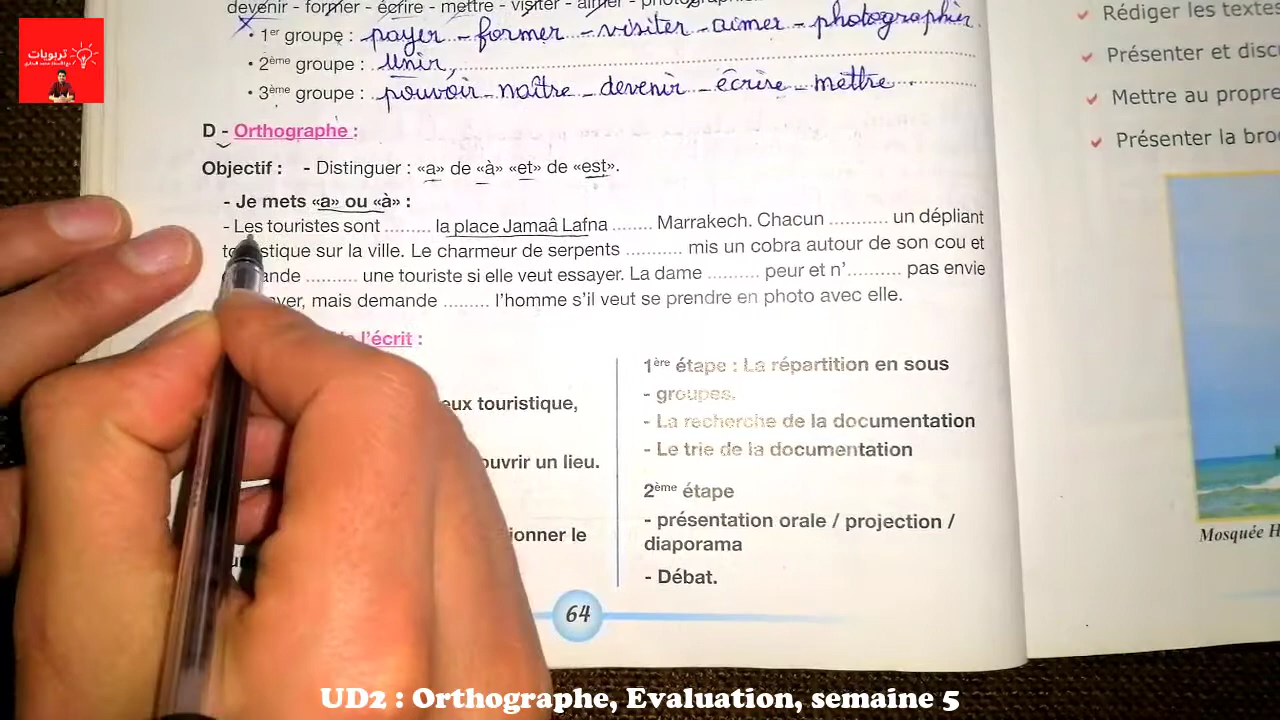 devenir - former - écrire - mettre - visiter - aimer -
• 1er groupe : payer - former - visiter - aimer - photographier.
• 2ème groupe : unir,
• 3ème groupe : pouvoir - naître - devenir - écrire - mettre.
D - Orthographe :
Objectif : - Distinguer : «a» de «à» «et» de «est».
- Je mets «a» ou «à» :
- Les touristes sont ......... la place Jamaâ Lafna ........ Marrakech. Chacun ........... un dépliant
sur la ville. Le charmeur de serpents ........... mis un cobra autour de son cou et
.......... une touriste si elle veut essayer. La dame ......... peur et n'.......... pas envie
mais demande ......... l'homme s'il veut se prendre en photo avec elle.
l'écrit :
touristique,
un lieu.
le
1ère étape : La répartition en sous
- groupes.
- La recherche de la documentation
- Le trie de la documentation
2ème étape
- présentation orale / projection /
diaporama
- Débat.
64
Rédiger les textes
Présenter et
Mettre au propre
Présenter la
Mosquée
تربويات
UD2 : Orthographe, Evaluation, semaine 5